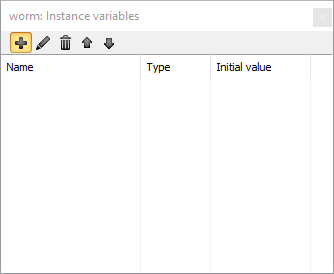 worm: Instance variables
Name Type Initial value